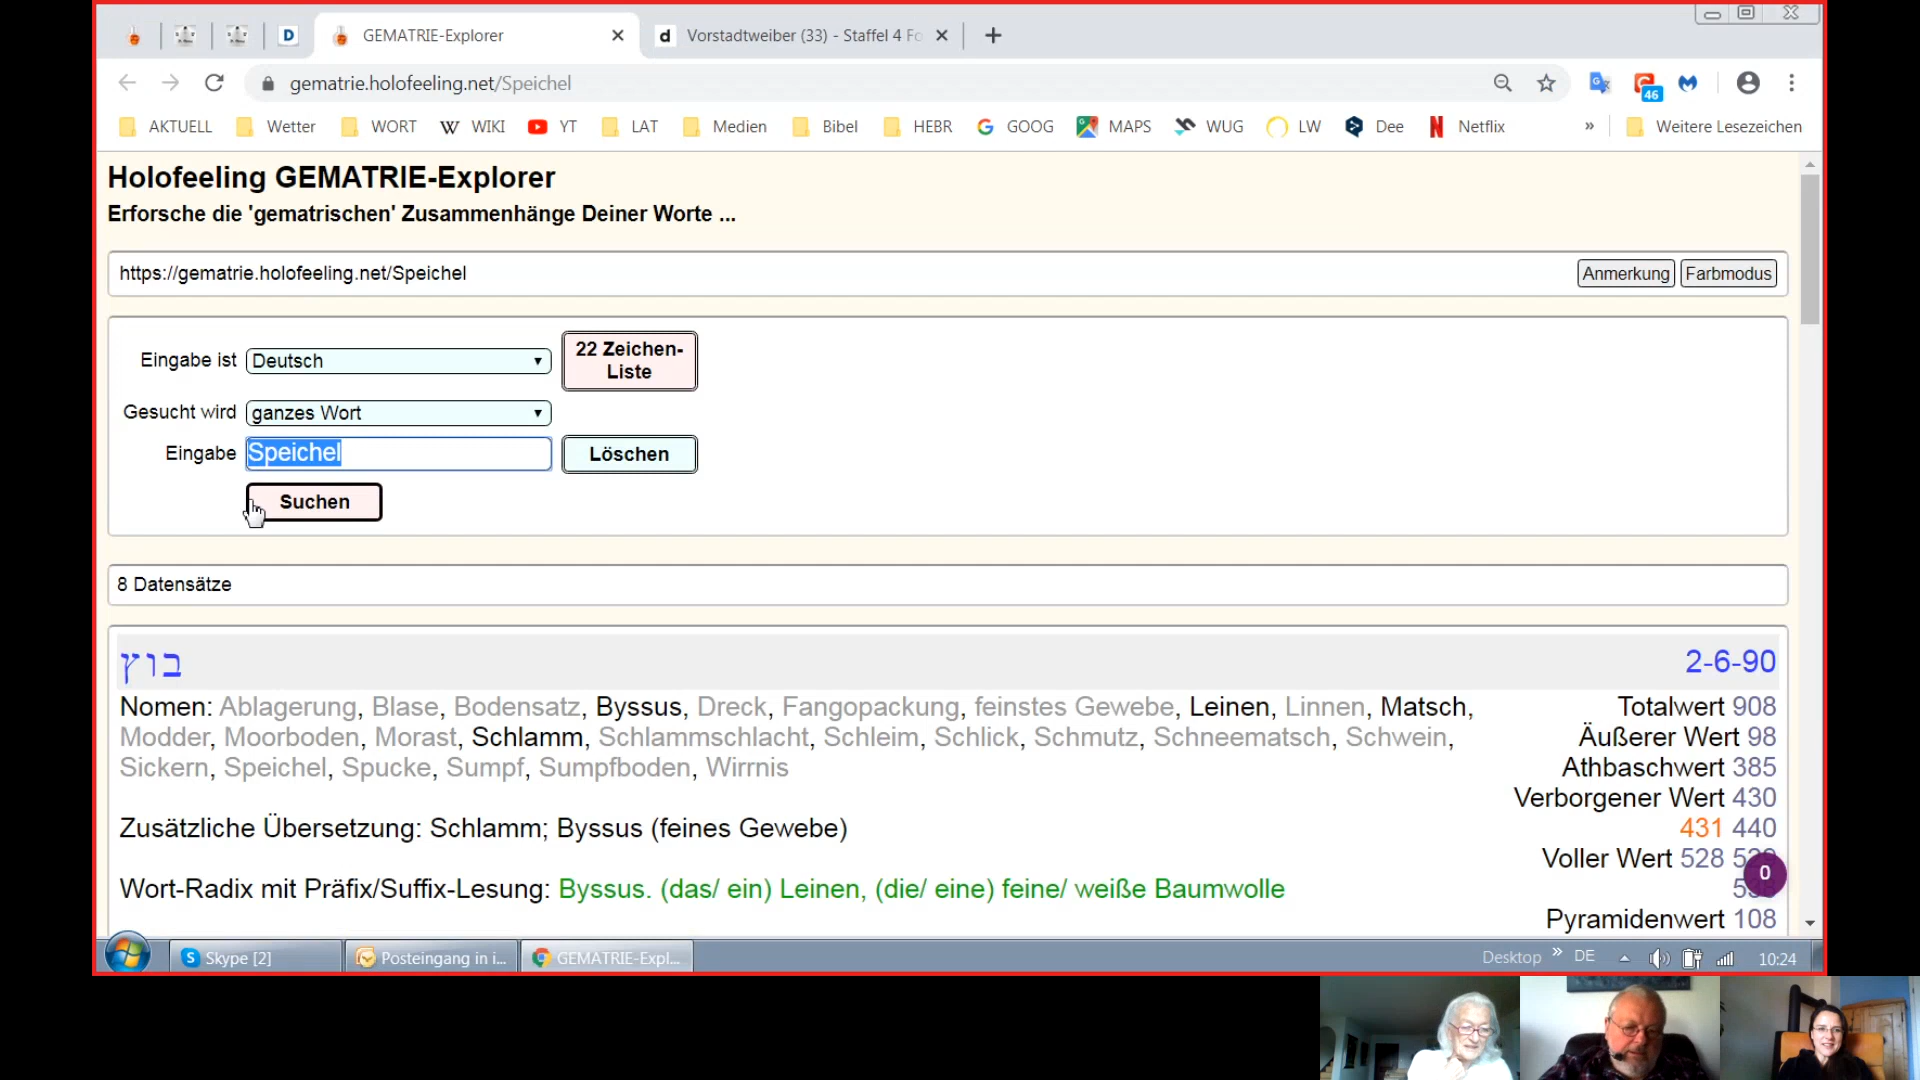 GEMATRIE-Explorer
Vorstadtweiber (33) - Staffel 4 Fo
gematrie.holofeeling.net/Speichel
46
AKTUELL Wetter WORT WIKI YT LAT Medien Bibel HEBR GOOG MAPS WUG LW Dee Netflix » Weitere Lesezeichen
Holofeeling GEMATRIE-Explorer
Erforsche die 'gematrischen' Zusammenhänge Deiner Worte ...
https://gematrie.holofeeling.net/Speichel Anmerkung Farbmodus
Eingabe ist Deutsch 22 Zeichen-
Liste
Gesucht wird ganzes Wort
Eingabe Speichel Löschen
Suchen
8 Datensätze
בוץ 2-6-90
Nomen: Ablagerung, Blase, Bodensatz, Byssus, Dreck, Fangopackung, feinstes Gewebe, Leinen, Linnen, Matsch,
Modder, Moorboden, Morast, Schlamm, Schlammschlacht, Schleim, Schlick, Schmutz, Schneematsch, Schwein,
Sickern, Speichel, Spucke, Sumpf, Sumpfboden, Wirrnis
Zusätzliche Übersetzung: Schlamm; Byssus (feines Gewebe)
Wort-Radix mit Präfix/Suffix-Lesung: Byssus. (das/ ein) Leinen, (die/ eine) feine/ weiße Baumwolle
Totalwert 908
Äußerer Wert 98
Athbaschwert 385
Verborgener Wert 430
431 440
Voller Wert 528
0
Pyramidenwert 108
Skype [2] Posteingang in i... GEMATRIE-Expl... Desktop » DE 10:24